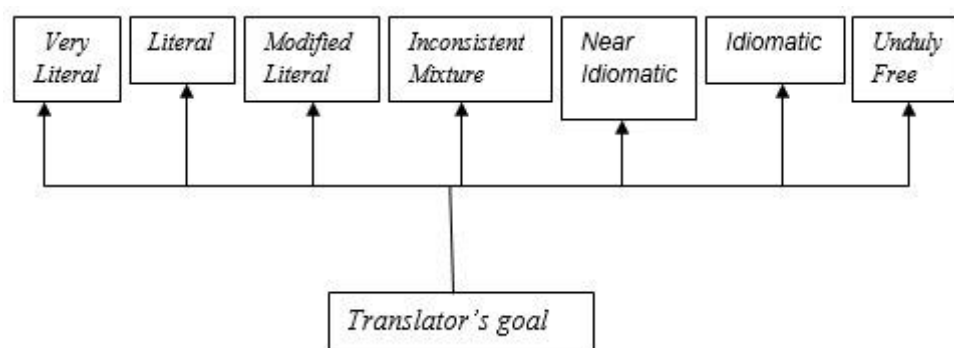 Very
Literal
Literal
Modified
Literal
Inconsistent
Mixture
Near
Idiomatic
Idiomatic
Unduly
Free
Translator's goal